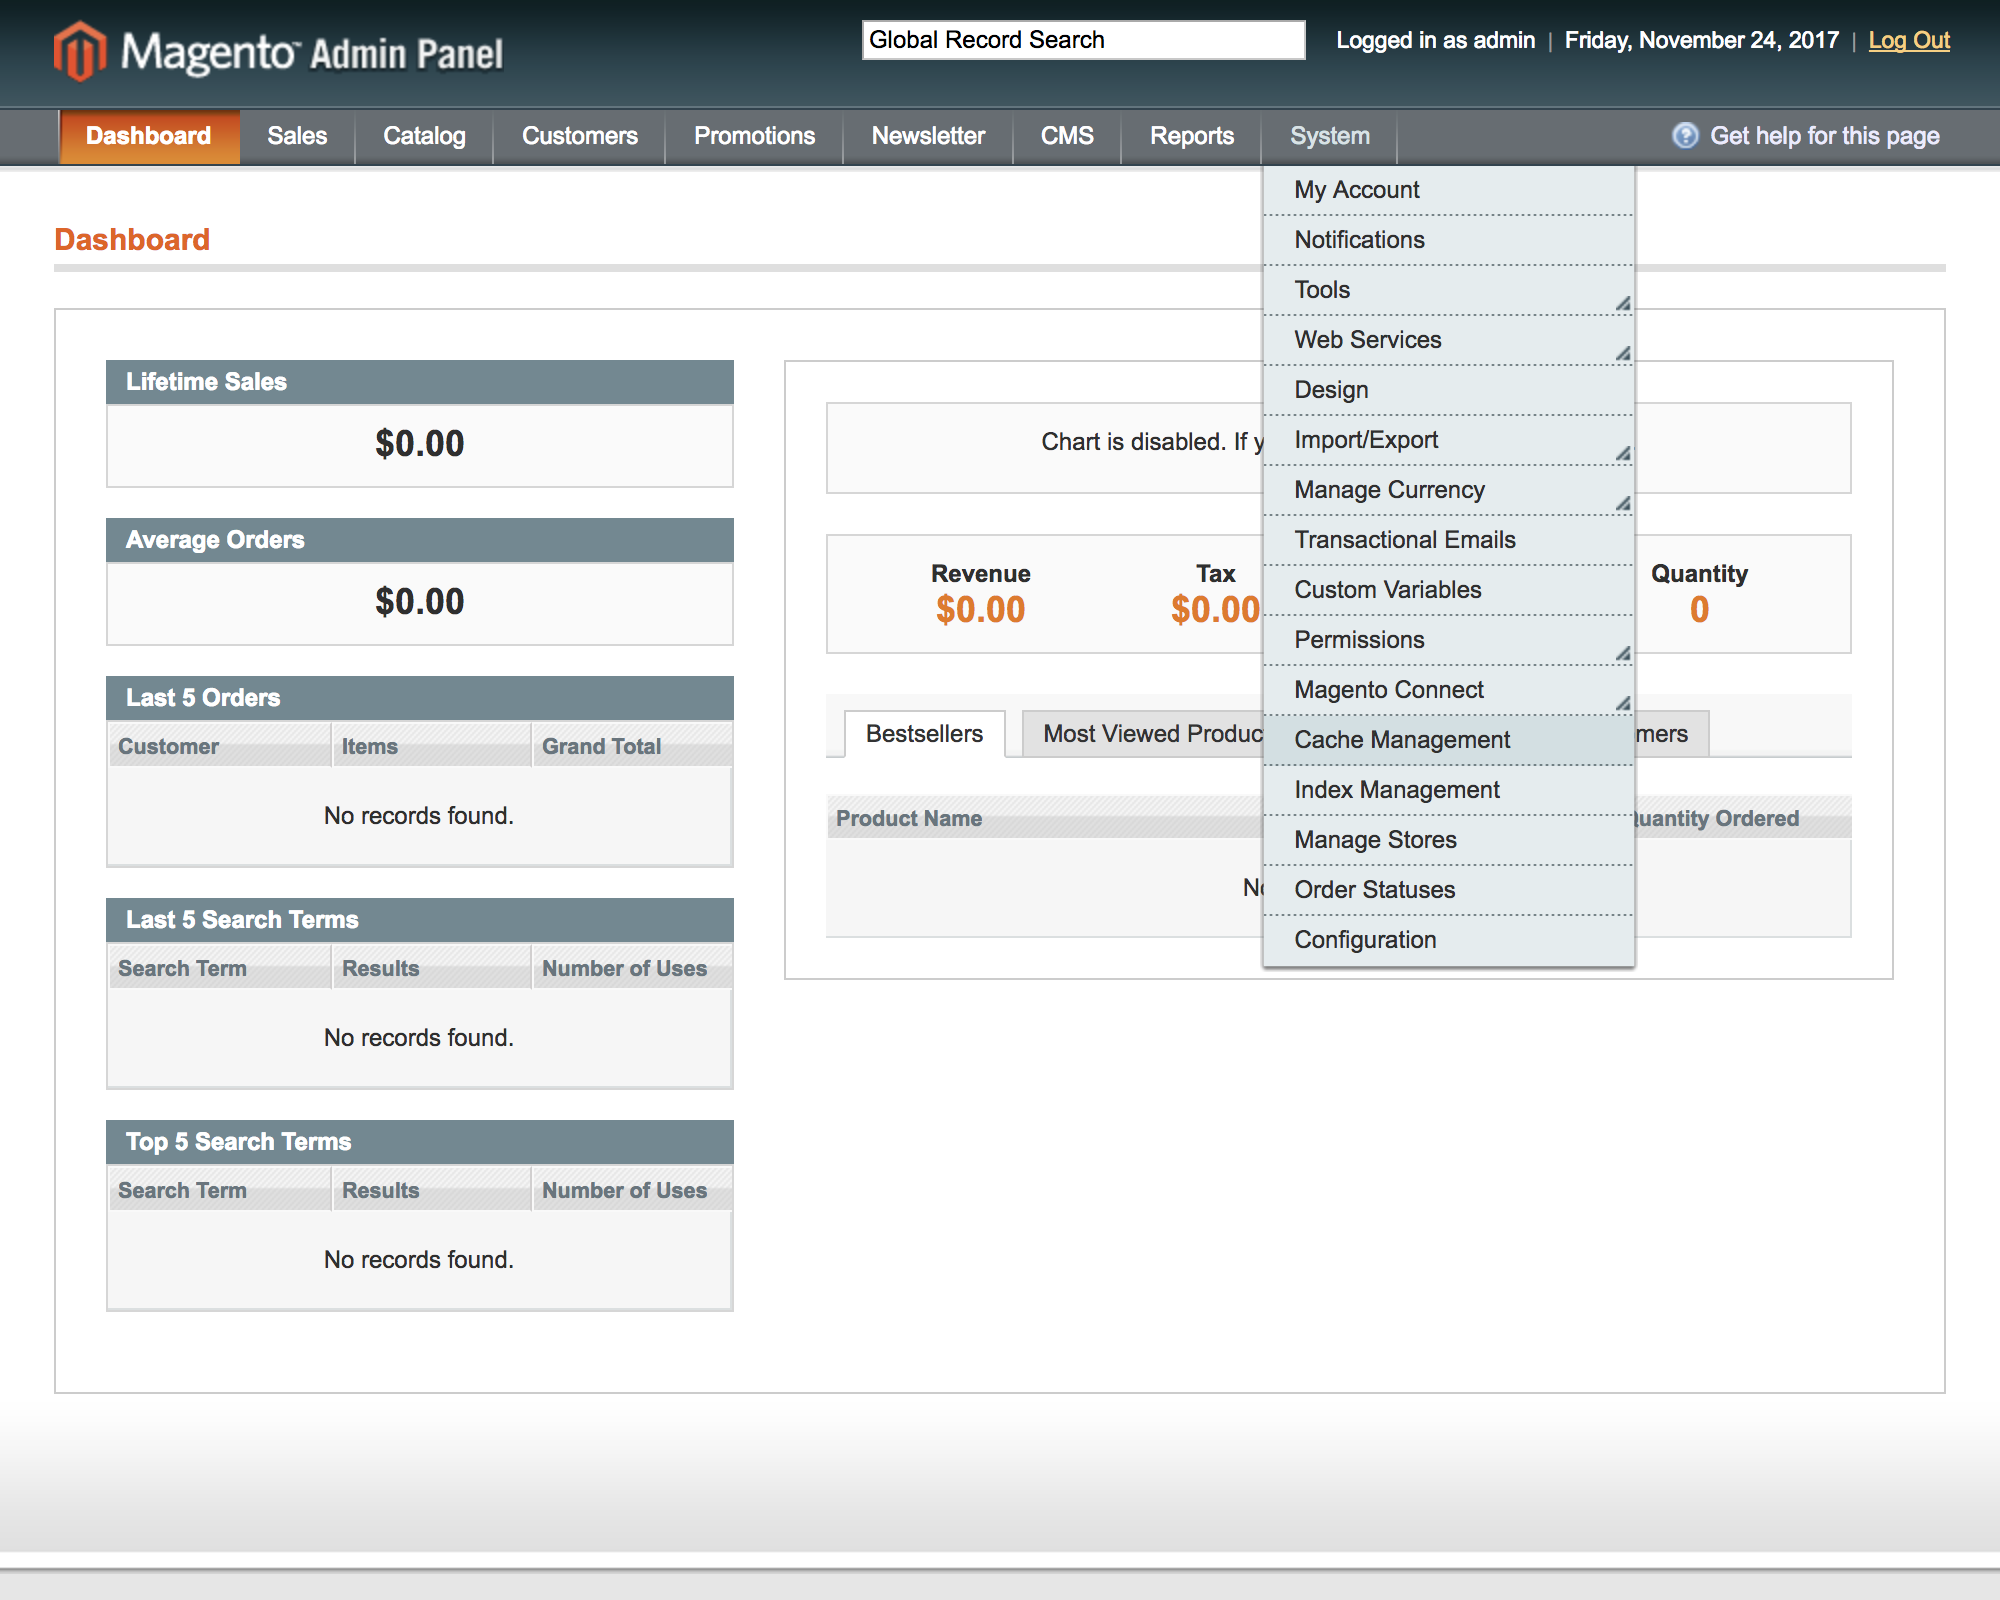 Magento™ Admin Panel
Global Record Search
Logged in as admin | Friday, November 24, 2017 | Log Out
Dashboard Sales Catalog Customers Promotions Newsletter CMS Reports System
Get help for this page
My Account
Notifications
Tools
Web Services
Design
Import/Export
Manage Currency
Transactional Emails
Custom Variables
Permissions
Magento Connect
Cache Management
Index Management
Manage Stores
Order Statuses
Configuration
Dashboard
Lifetime Sales
$0.00
Average Orders
$0.00
Last 5 Orders
Customer Items Grand Total
No records found.
Last 5 Search Terms
Search Term Results Number of Uses
No records found.
Top 5 Search Terms
Search Term Results Number of Uses
No records found.
Chart is disabled. If
Revenue Tax Quantity
$0.00 $0.00 0
Bestsellers Most Viewed
Product Name Ordered